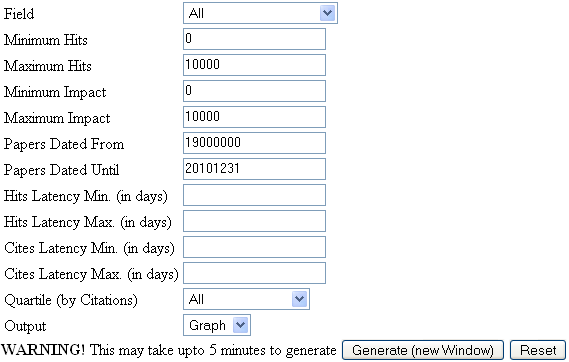 Field All
Minimum Hits 0
Maximum Hits 10000
Minimum Impact 0
Maximum Impact 10000
Papers Dated From 19000000
Papers Dated Until 20101231
Hits Latency Min. (in days)
Hits Latency Max. (in days)
Cites Latency Min. (in days)
Cites Latency Max. (in days)
Quartile (by Citations) All
Output Graph
WARNING! This may take upto 5 minutes to generate Generate (new Window) Reset